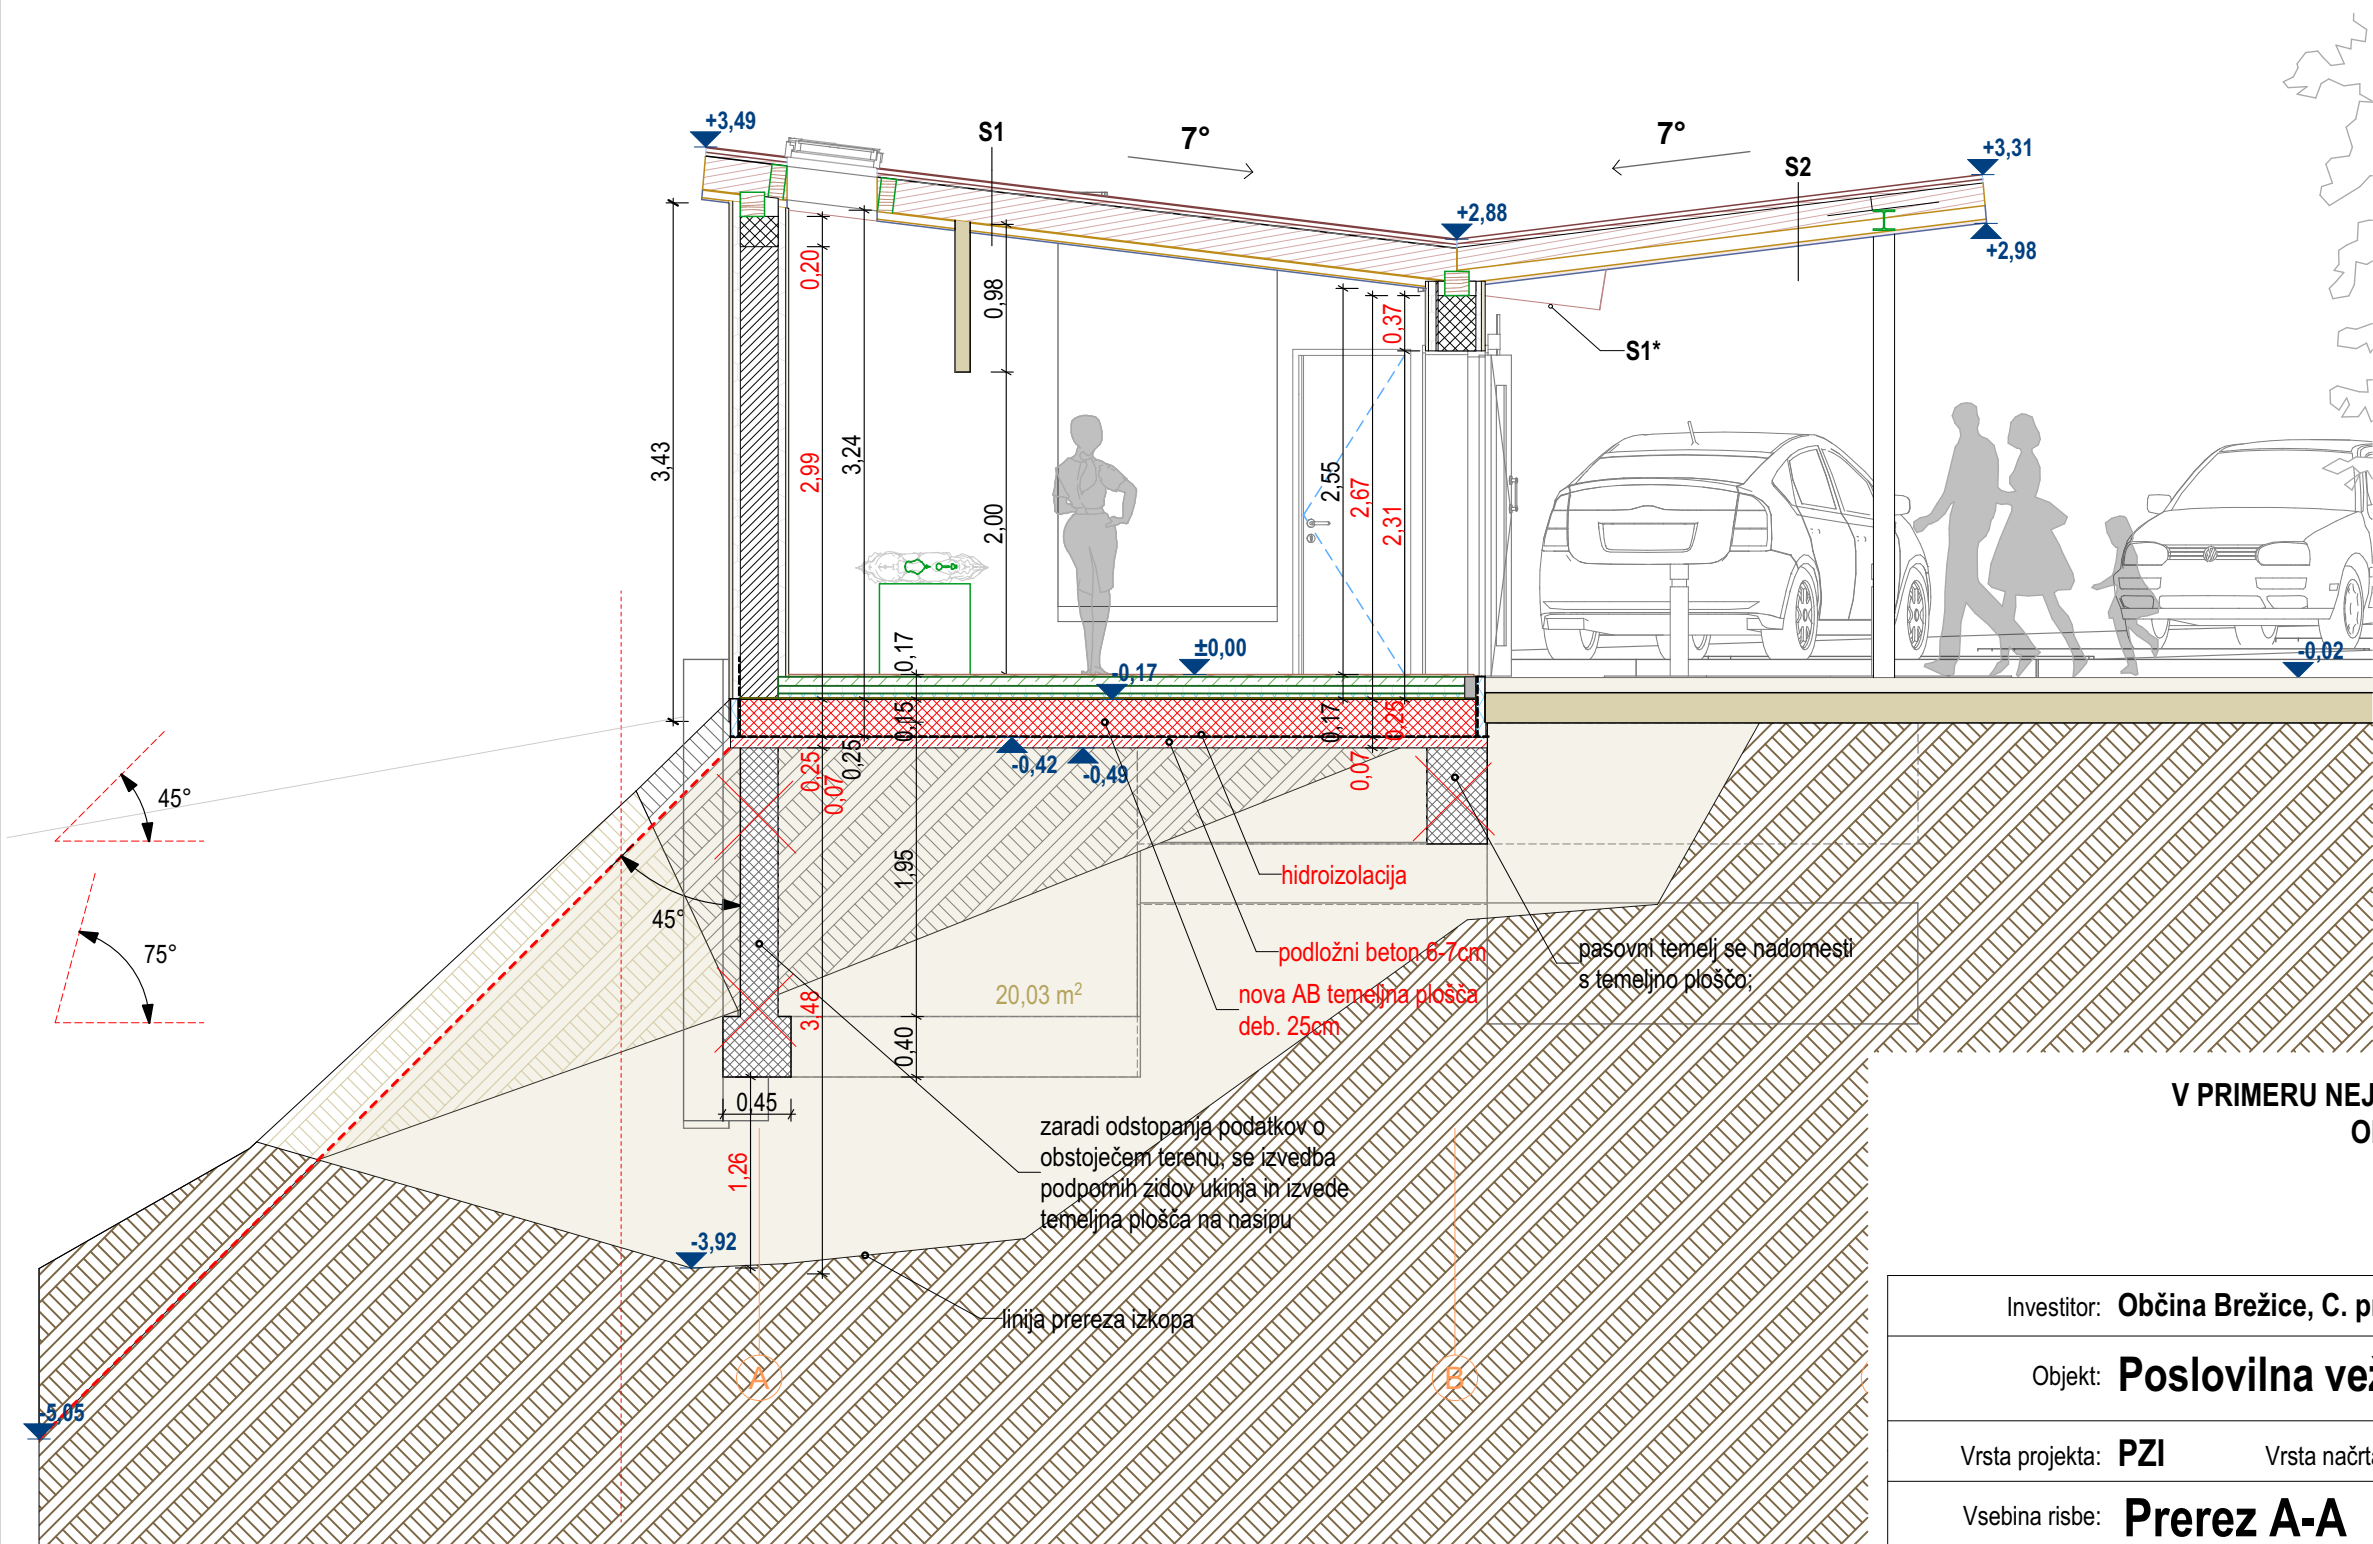 +3,49
S1
7°
7°
S2
+3,31
+2,88
+2,98
0,20
0,98
0,37
S1*
3,43
2,99
3,24
2,00
2,55
2,67
2,31
0,17
±0,00
-0,17
-0,02
0,15
0,25
0,25
0,07
0,17
0,25
0,07
-0,42
-0,49
45°
75°
45°
1,95
hidroizolacija
podložni beton 6-7cm
nova AB temeljna plošča
deb. 25cm
pasovni temelj se nadomesti
s temeljno ploščo;
20,03 m²
3,48
0,40
0,45
1,26
zaradi odstopanja podatkov o
obstoječem terenu, se izvedba
podpornih zidov ukinja in izvede
temeljna plošča na nasipu
-3,92
linija prereza izkopa
A
B
-5,05
V PRIMERU NEJ
Investitor: Občina Brežice, C. p
Objekt: Poslovilna vež
Vrsta projekta: PZI Vrsta načrta
Vsebina risbe: Prerez A-A